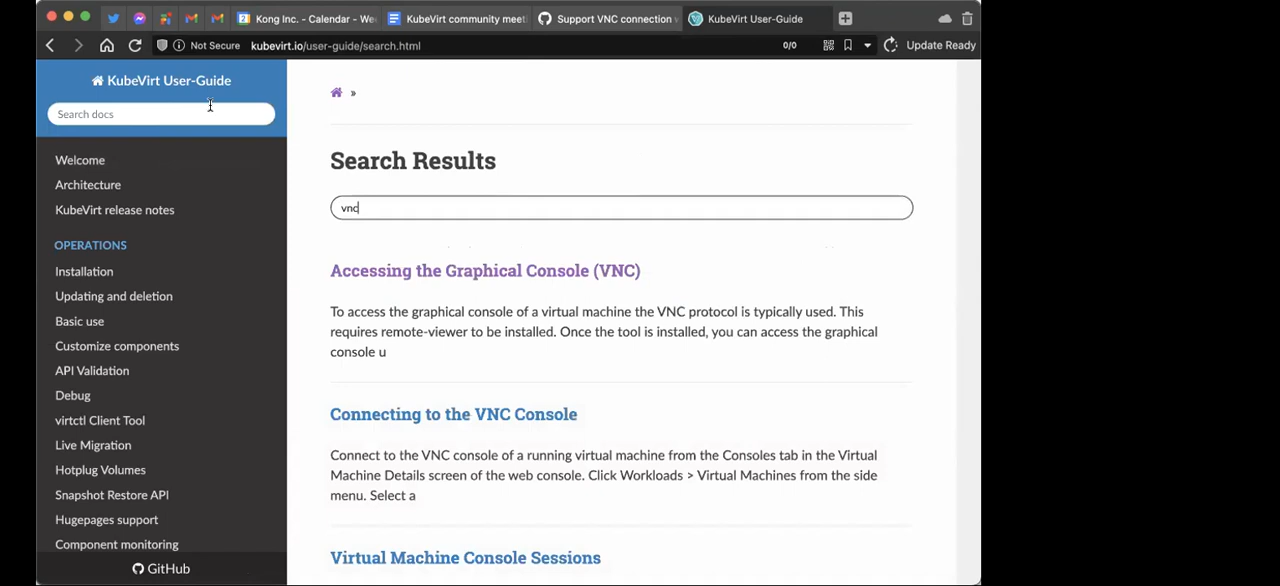 Kong Inc. - Calendar - We
KubeVirt community meet
Support VNC connection v
KubeVirt User-Guide
Not Secure
kubevirt.io/user-guide/search.html
0/0
Update Ready
KubeVirt User-Guide
Search docs
Welcome
Architecture
KubeVirt release notes
OPERATIONS
Installation
Updating and deletion
Basic use
Customize components
API Validation
Debug
virtctl Client Tool
Live Migration
Hotplug Volumes
Snapshot Restore API
Hugepages support
Component monitoring
GitHub
»
Search Results
vnc
Accessing the Graphical Console (VNC)
To access the graphical console of a virtual machine the VNC protocol is typically used. This
requires remote-viewer to be installed. Once the tool is installed, you can access the graphical
console u
Connecting to the VNC Console
Connect to the VNC console of a running virtual machine from the Consoles tab in the Virtual
Machine Details screen of the web console. Click Workloads > Virtual Machines from the side
menu. Select a
Virtual Machine Console Sessions